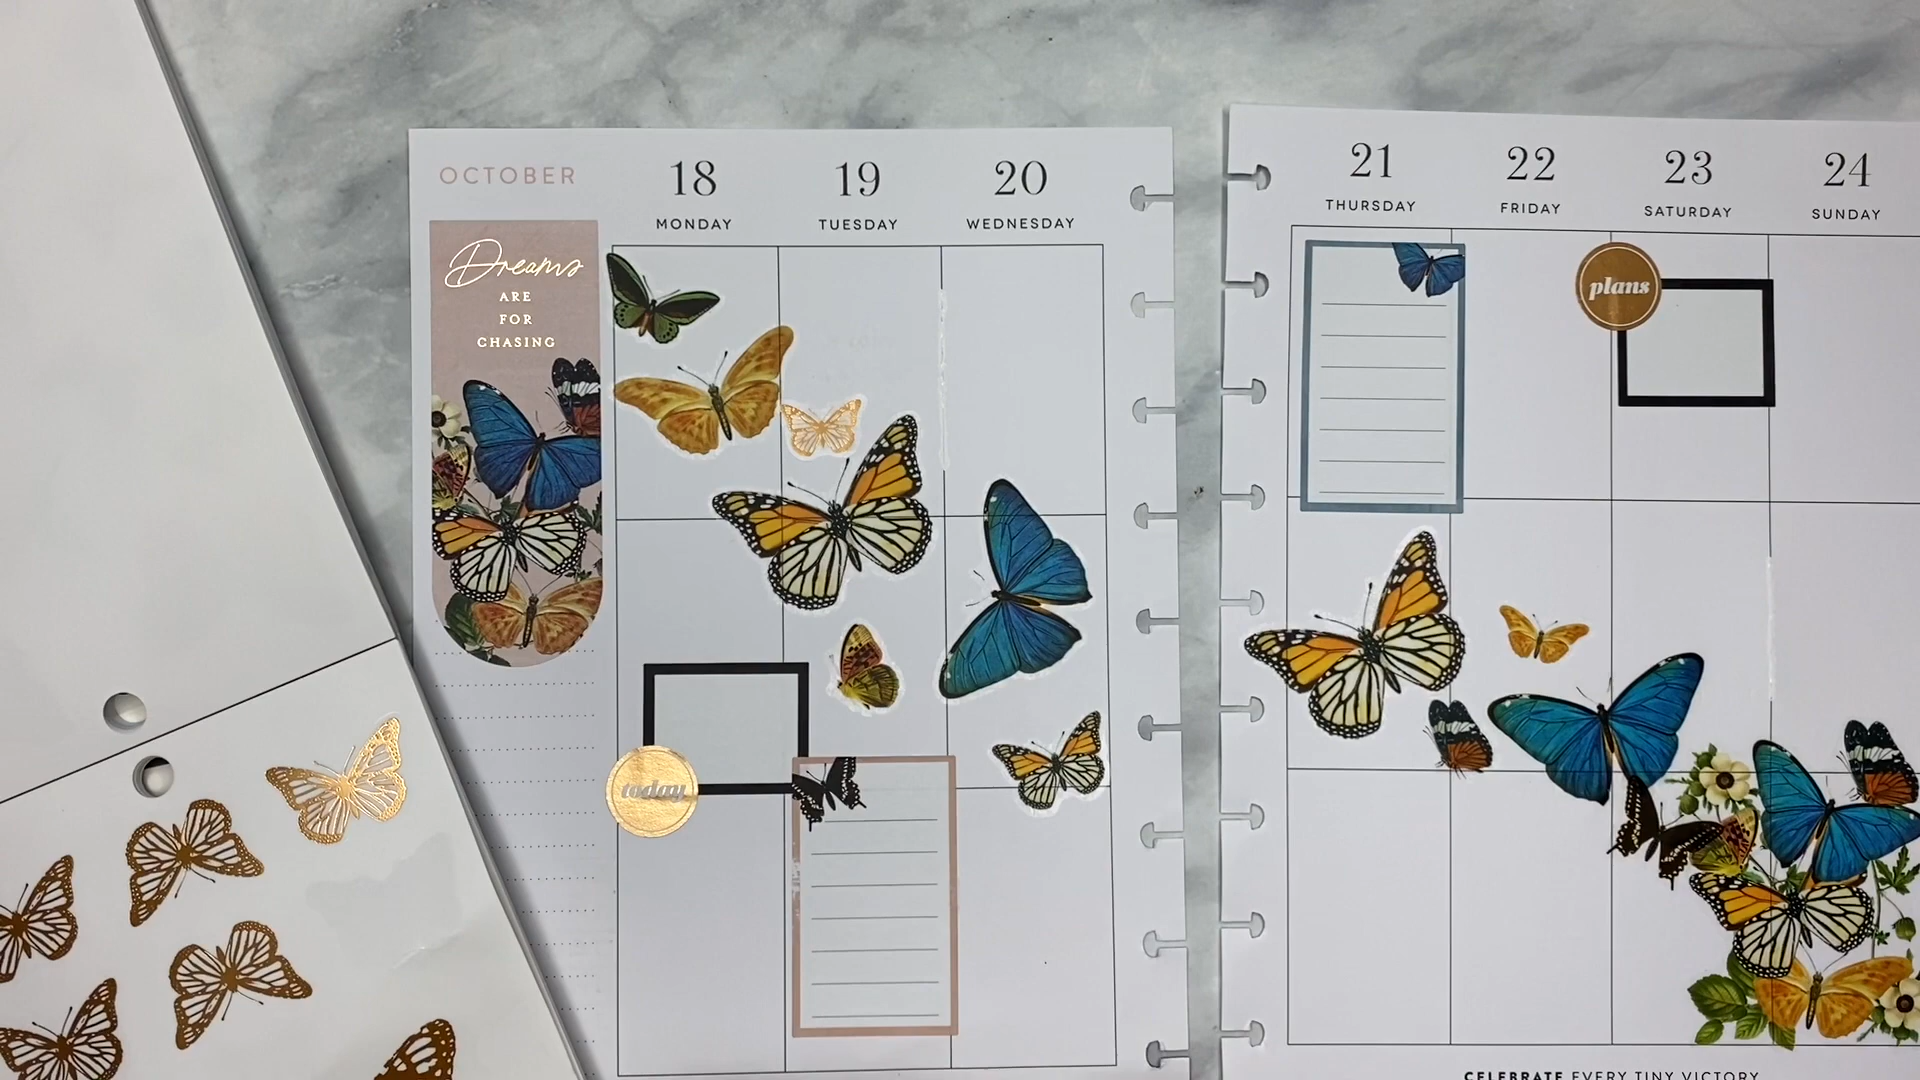 OCTOBER
18
MONDAY
19
TUESDAY
20
WEDNESDAY
Dreams
ARE
FOR
CHASING
today
21
THURSDAY
22
FRIDAY
23
SATURDAY
24
SUNDAY
plans
CELEBRATE EVERY TINY VICTORY